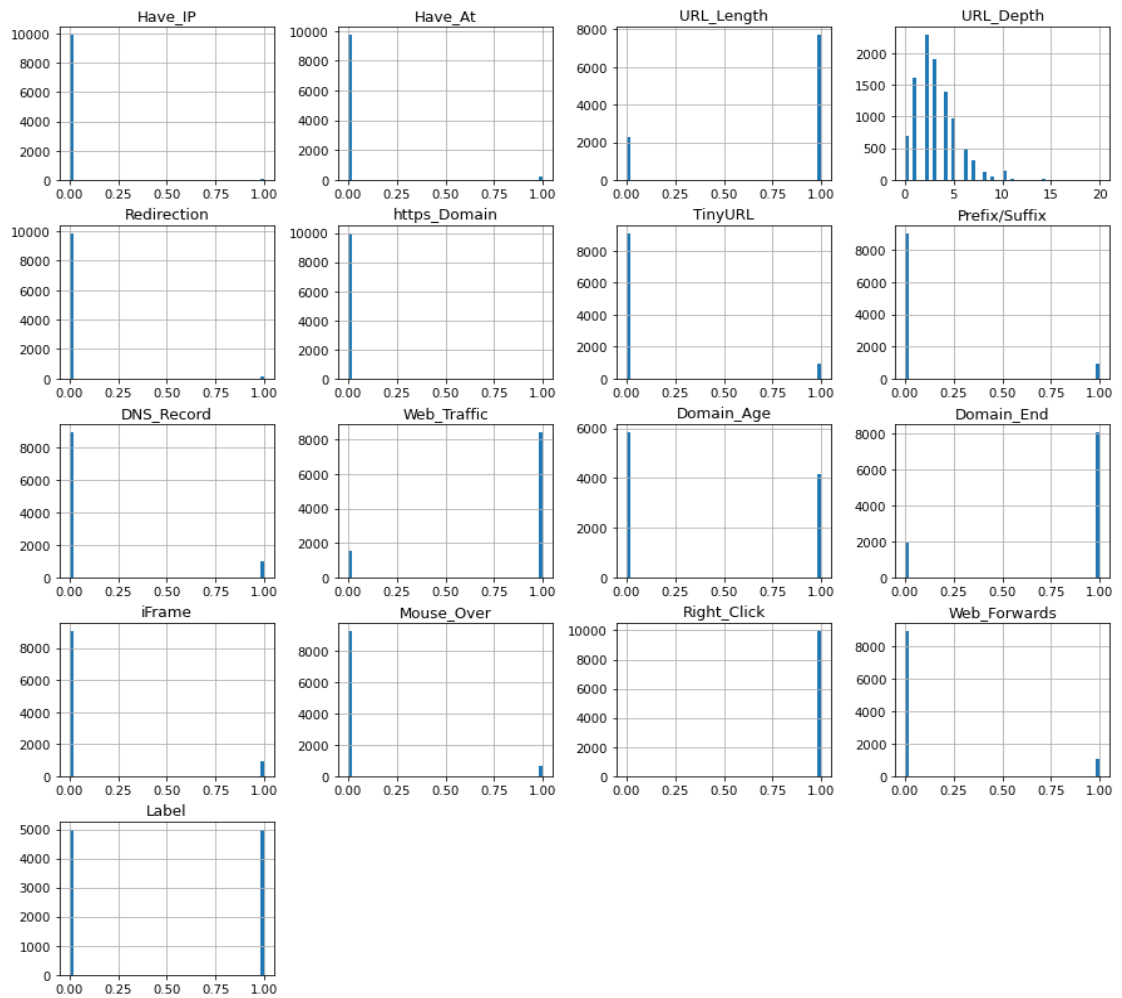 Have_IP Have_At URL_Length URL_Depth
10000 10000 8000
8000 8000 6000 2000
6000 6000 1500
4000 4000 4000 1000
2000 2000 2000 500
0 0 0 0
0.00 0.25 0.50 0.75 1.00 0.00 0.25 0.50 0.75 1.00 0.00 0.25 0.50 0.75 1.00 0 5 10 15 20
Redirection https_Domain TinyURL Prefix/Suffix
10000 10000
8000 8000 8000 8000
6000 6000 6000 6000
4000 4000 4000 4000
2000 2000 2000 2000
0 0 0 0
0.00 0.25 0.50 0.75 1.00 0.00 0.25 0.50 0.75 1.00 0.00 0.25 0.50 0.75 1.00 0.00 0.25 0.50 0.75 1.00
DNS_Record Web_Traffic Domain_Age Domain_End
8000 8000 6000 8000
6000 6000 4000 6000
4000 4000 2000 4000
2000 2000 2000
0 0 0 0
0.00 0.25 0.50 0.75 1.00 0.00 0.25 0.50 0.75 1.00 0.00 0.25 0.50 0.75 1.00 0.00 0.25 0.50 0.75 1.00
iFrame Mouse_Over Right_Click Web_Forwards
10000
8000 8000 8000 8000
6000 6000 6000 6000
4000 4000 4000 4000
2000 2000 2000 2000
0 0 0 0
0.00 0.25 0.50 0.75 1.00 0.00 0.25 0.50 0.75 1.00 0.00 0.25 0.50 0.75 1.00 0.00 0.25 0.50 0.75 1.00
Label
5000
4000
3000
2000
1000
0
0.00 0.25 0.50 0.75 1.00